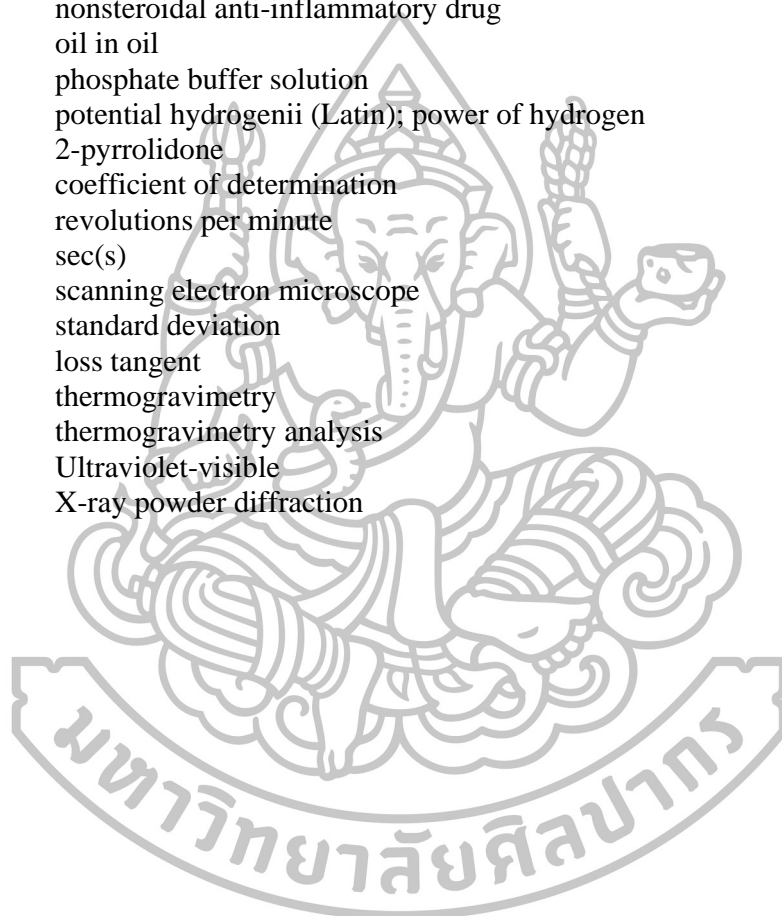 nonsteroidal anti-inflammatory drug
oil in oil
phosphate buffer solution
potential hydrogenii (Latin); power of hydrogen
2-pyrrolidone
coefficient of determination
revolutions per minute
sec(s)
scanning electron microscope
standard deviation
loss tangent
thermogravimetry
thermogravimetry analysis
Ultraviolet-visible
X-ray powder diffraction
มหาวิทยาลัยศิลปากร